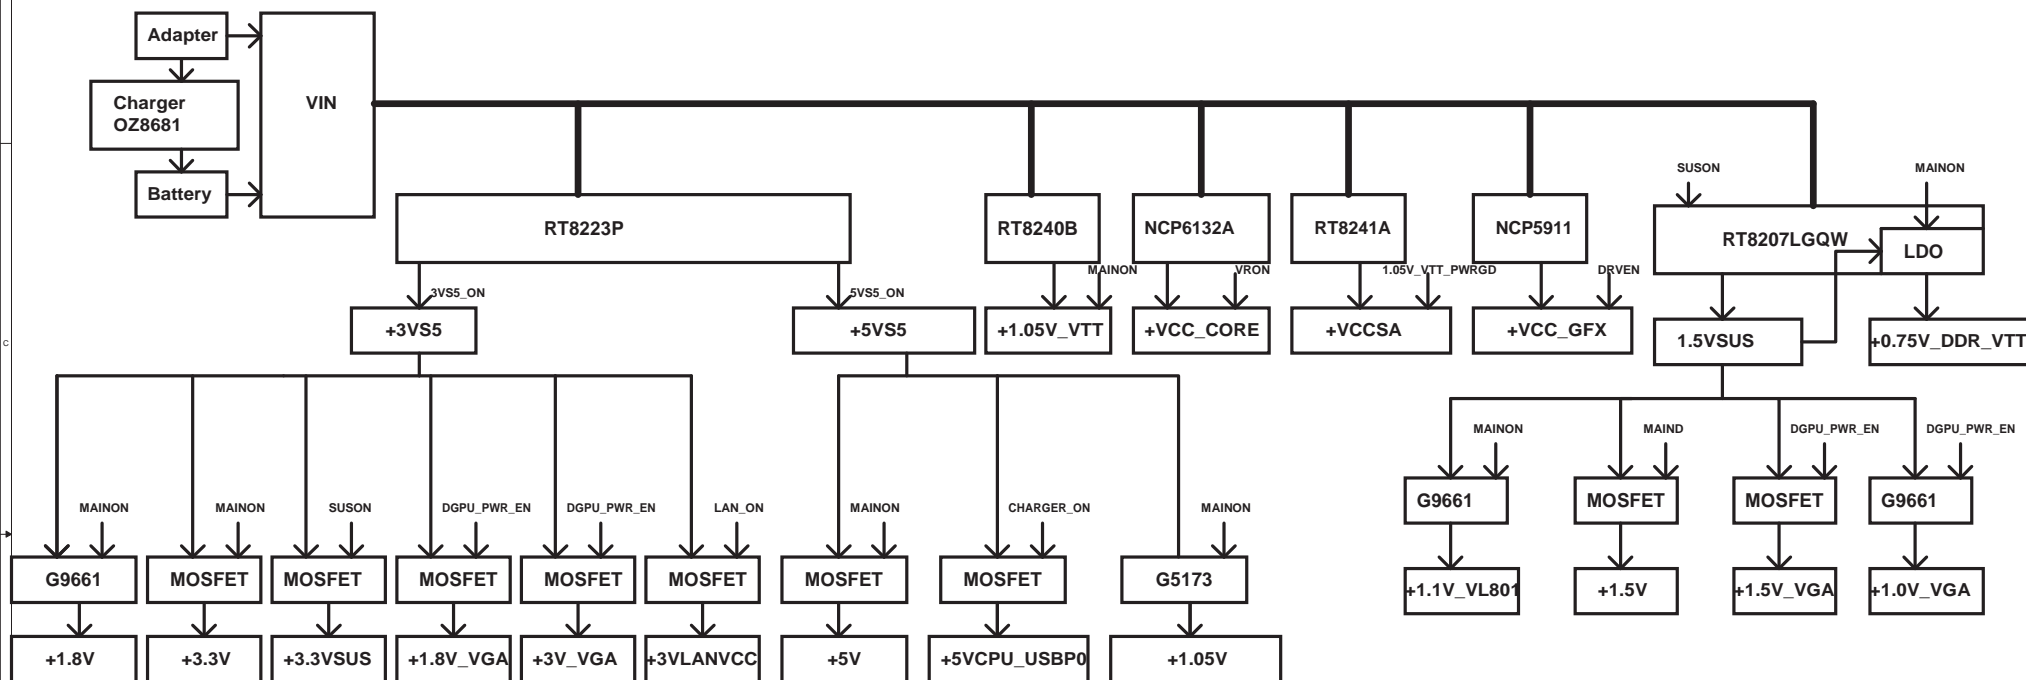 Adapter
Charger
OZ8681
VIN
Battery
SUSON
MAINON
RT8223P
RT8240B
NCP6132A
RT8241A
NCP5911
RT8207LGQW
LDO
3VS5_ON
5VS5_ON
MAINON
VRON
1.05V_VTT_PWRGD
DRVEN
+3VS5
+5VS5
+1.05V_VTT
+VCC_CORE
+VCCSA
+VCC_GFX
1.5VSUS
+0.75V_DDR_VTT
C
MAINON
MAIND
DGPU_PWR_EN
DGPU_PWR_EN
G9661
MOSFET
MOSFET
G9661
+1.1V_VL801
+1.5V
+1.5V_VGA
+1.0V_VGA
MAINON
MAINON
SUSON
DGPU_PWR_EN
DGPU_PWR_EN
LAN_ON
MAINON
CHARGER_ON
MAINON
G9661
MOSFET
MOSFET
MOSFET
MOSFET
MOSFET
MOSFET
MOSFET
G5173
+1.8V
+3.3V
+3.3VSUS
+1.8V_VGA
+3V_VGA
+3VLANVCC
+5V
+5VCPU_USBP0
+1.05V